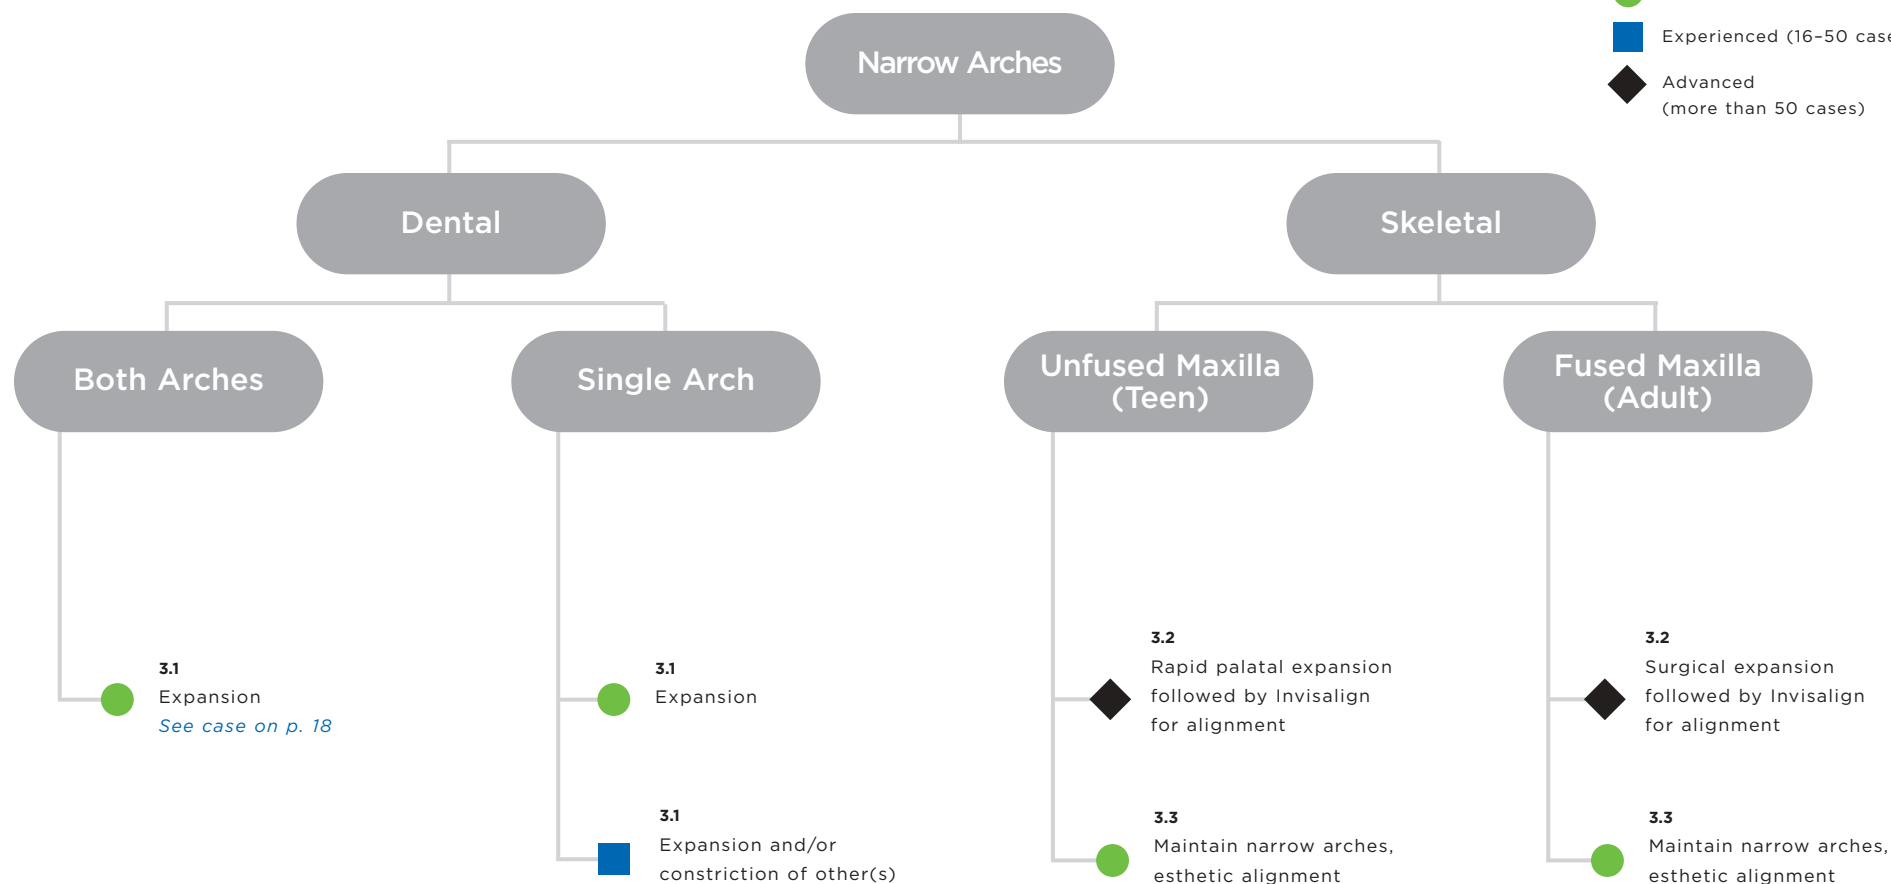 Narrow Arches
Experienced (16–50 case
Advanced
(more than 50 cases)
Dental
Skeletal
Both Arches
Single Arch
Unfused Maxilla
(Teen)
Fused Maxilla
(Adult)
3.1
Expansion
See case on p. 18
3.1
Expansion
3.1
Expansion and/or
constriction of other(s)
3.2
Rapid palatal expansion
followed by Invisalign
for alignment
3.3
Maintain narrow arches,
esthetic alignment
3.2
Surgical expansion
followed by Invisalign
for alignment
3.3
Maintain narrow arches,
esthetic alignment